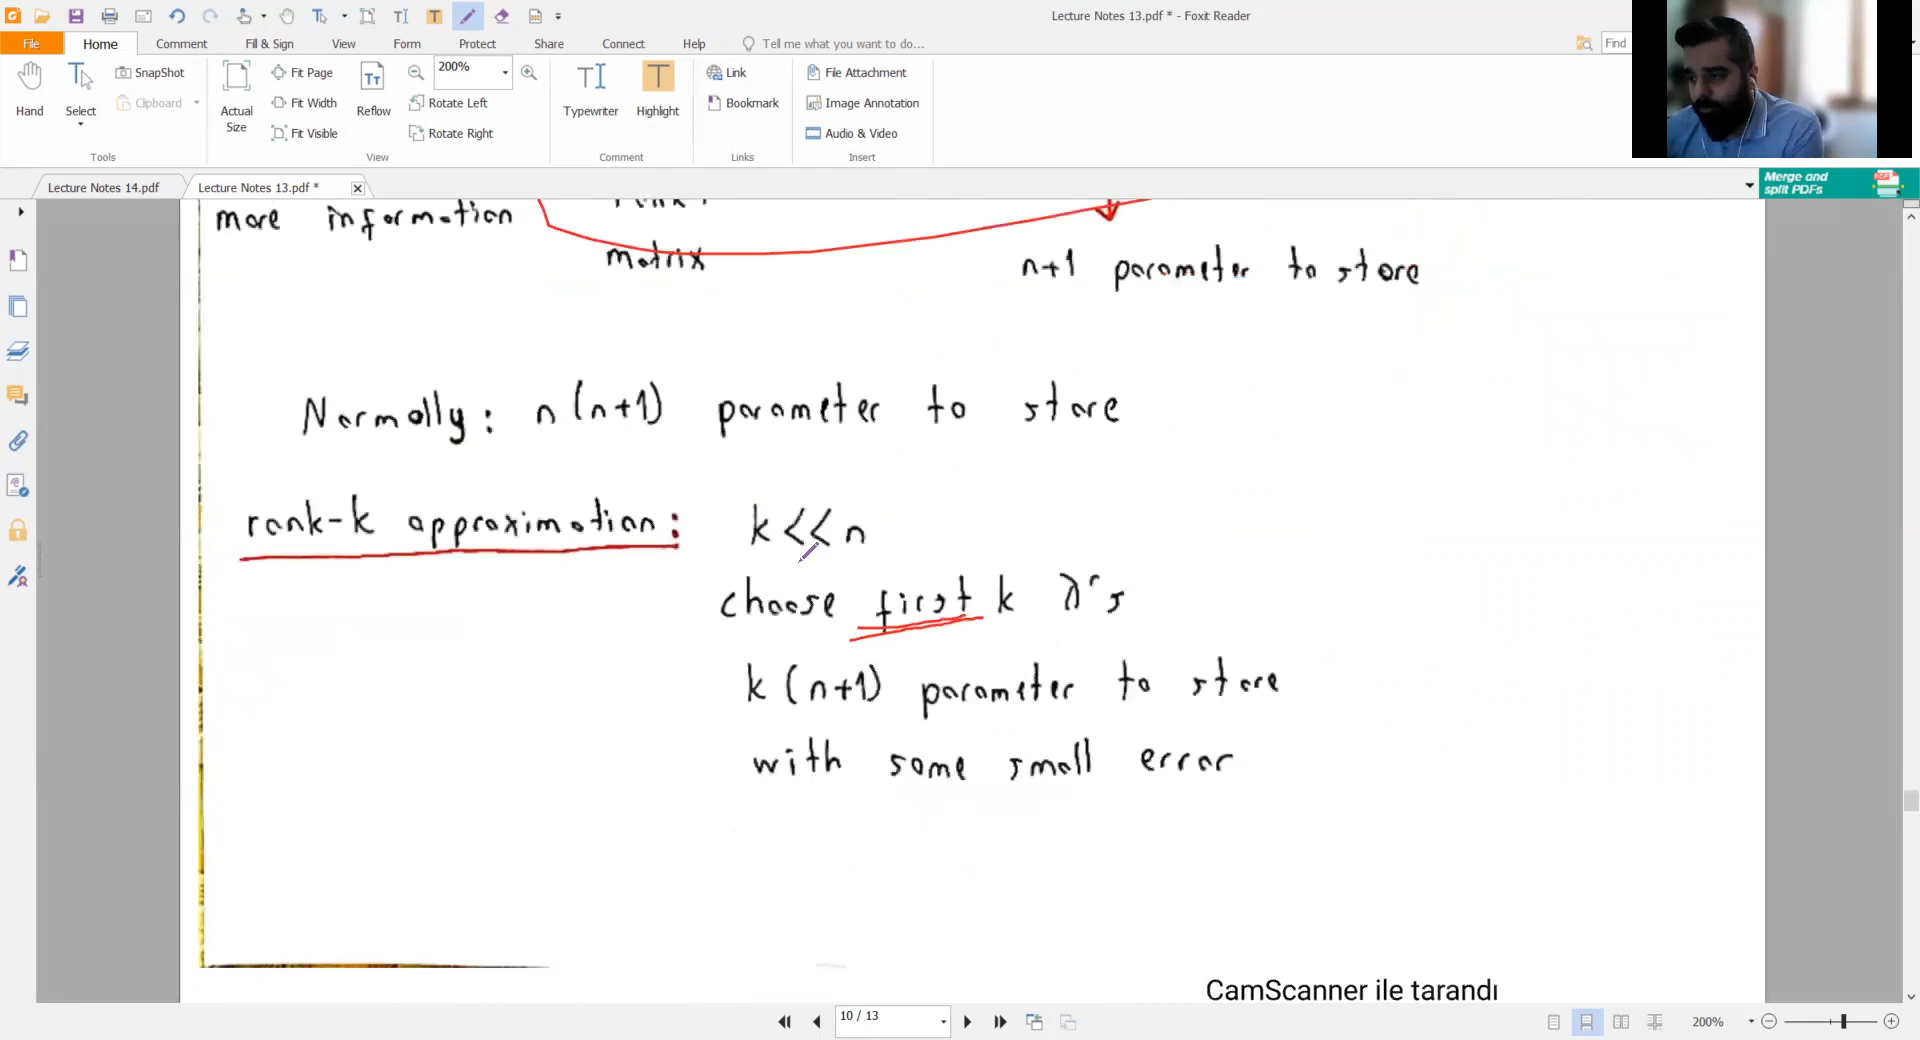 Lecture Notes 13.pdf * - Foxit Reader
File Home Comment Fill & Sign View Form Protect Share Connect Help Tell me what you want to do... Find
Hand
Select
SnapShot
Clipboard
Actual Size
Fit Page
Fit Width
Fit Visible
Reflow
200%
Rotate Left
Rotate Right
Typewriter
Highlight
Link
Bookmark
File Attachment
Image Annotation
Audio & Video
Tools View Comment Links Insert
Lecture Notes 14.pdf
Lecture Notes 13.pdf *
Merge and
split PDFs
more information
matrix
n+1 parameter to store
Normally: n(n+1) parameter to store
rank-k approximation: k<<n
choose first k λ's
k(n+1) parameter to store
with some small error
CamScanner ile tarandı
10 / 13
200%